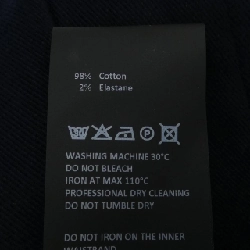 98% Cotton
2% Elastane
P
WASHING MACHINE 30°C
DO NOT BLEACH
IRON AT MAX 110°C
PROFESSIONAL DRY CLEANING
DO NOT TUMBLE DRY
DO NOT IRON ON THE INNER
WAISTBAND